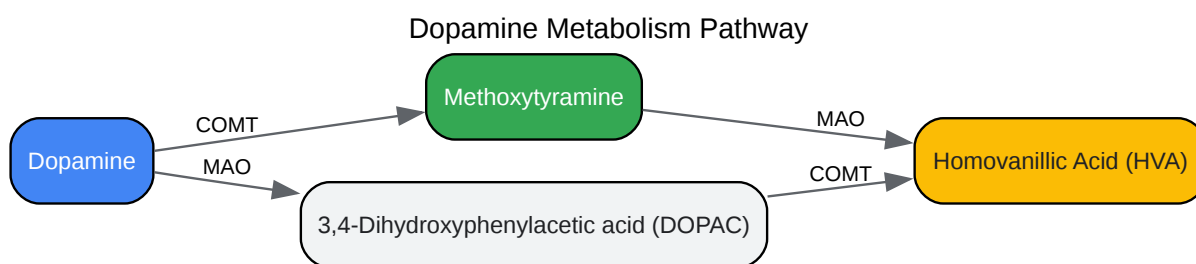 Dopamine Metabolism Pathway
Methoxytyramine
COMT
MAO
Dopamine
Homovanillic Acid (HVA)
MAO
COMT
3,4-Dihydroxyphenylacetic acid (DOPAC)